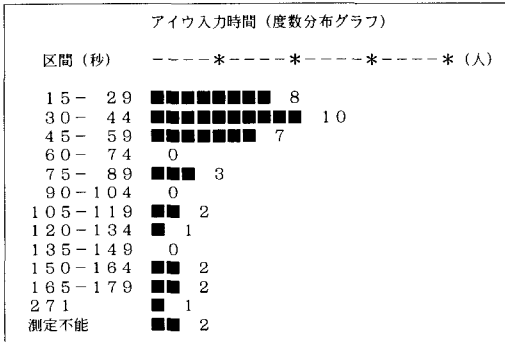 アイウ入力時間（度数分布グラフ）
区間（秒） ----*----*----*----*（人）
15- 29 ■■■■■■■■ 8
30- 44 ■■■■■■■■■■ 10
45- 59 ■■■■■■■ 7
60- 74 0
75- 89 ■■■ 3
90-104 0
105-119 ■■ 2
120-134 ■ 1
135-149 0
150-164 ■■ 2
165-179 ■■ 2
271 ■ 1
測定不能 ■■ 2